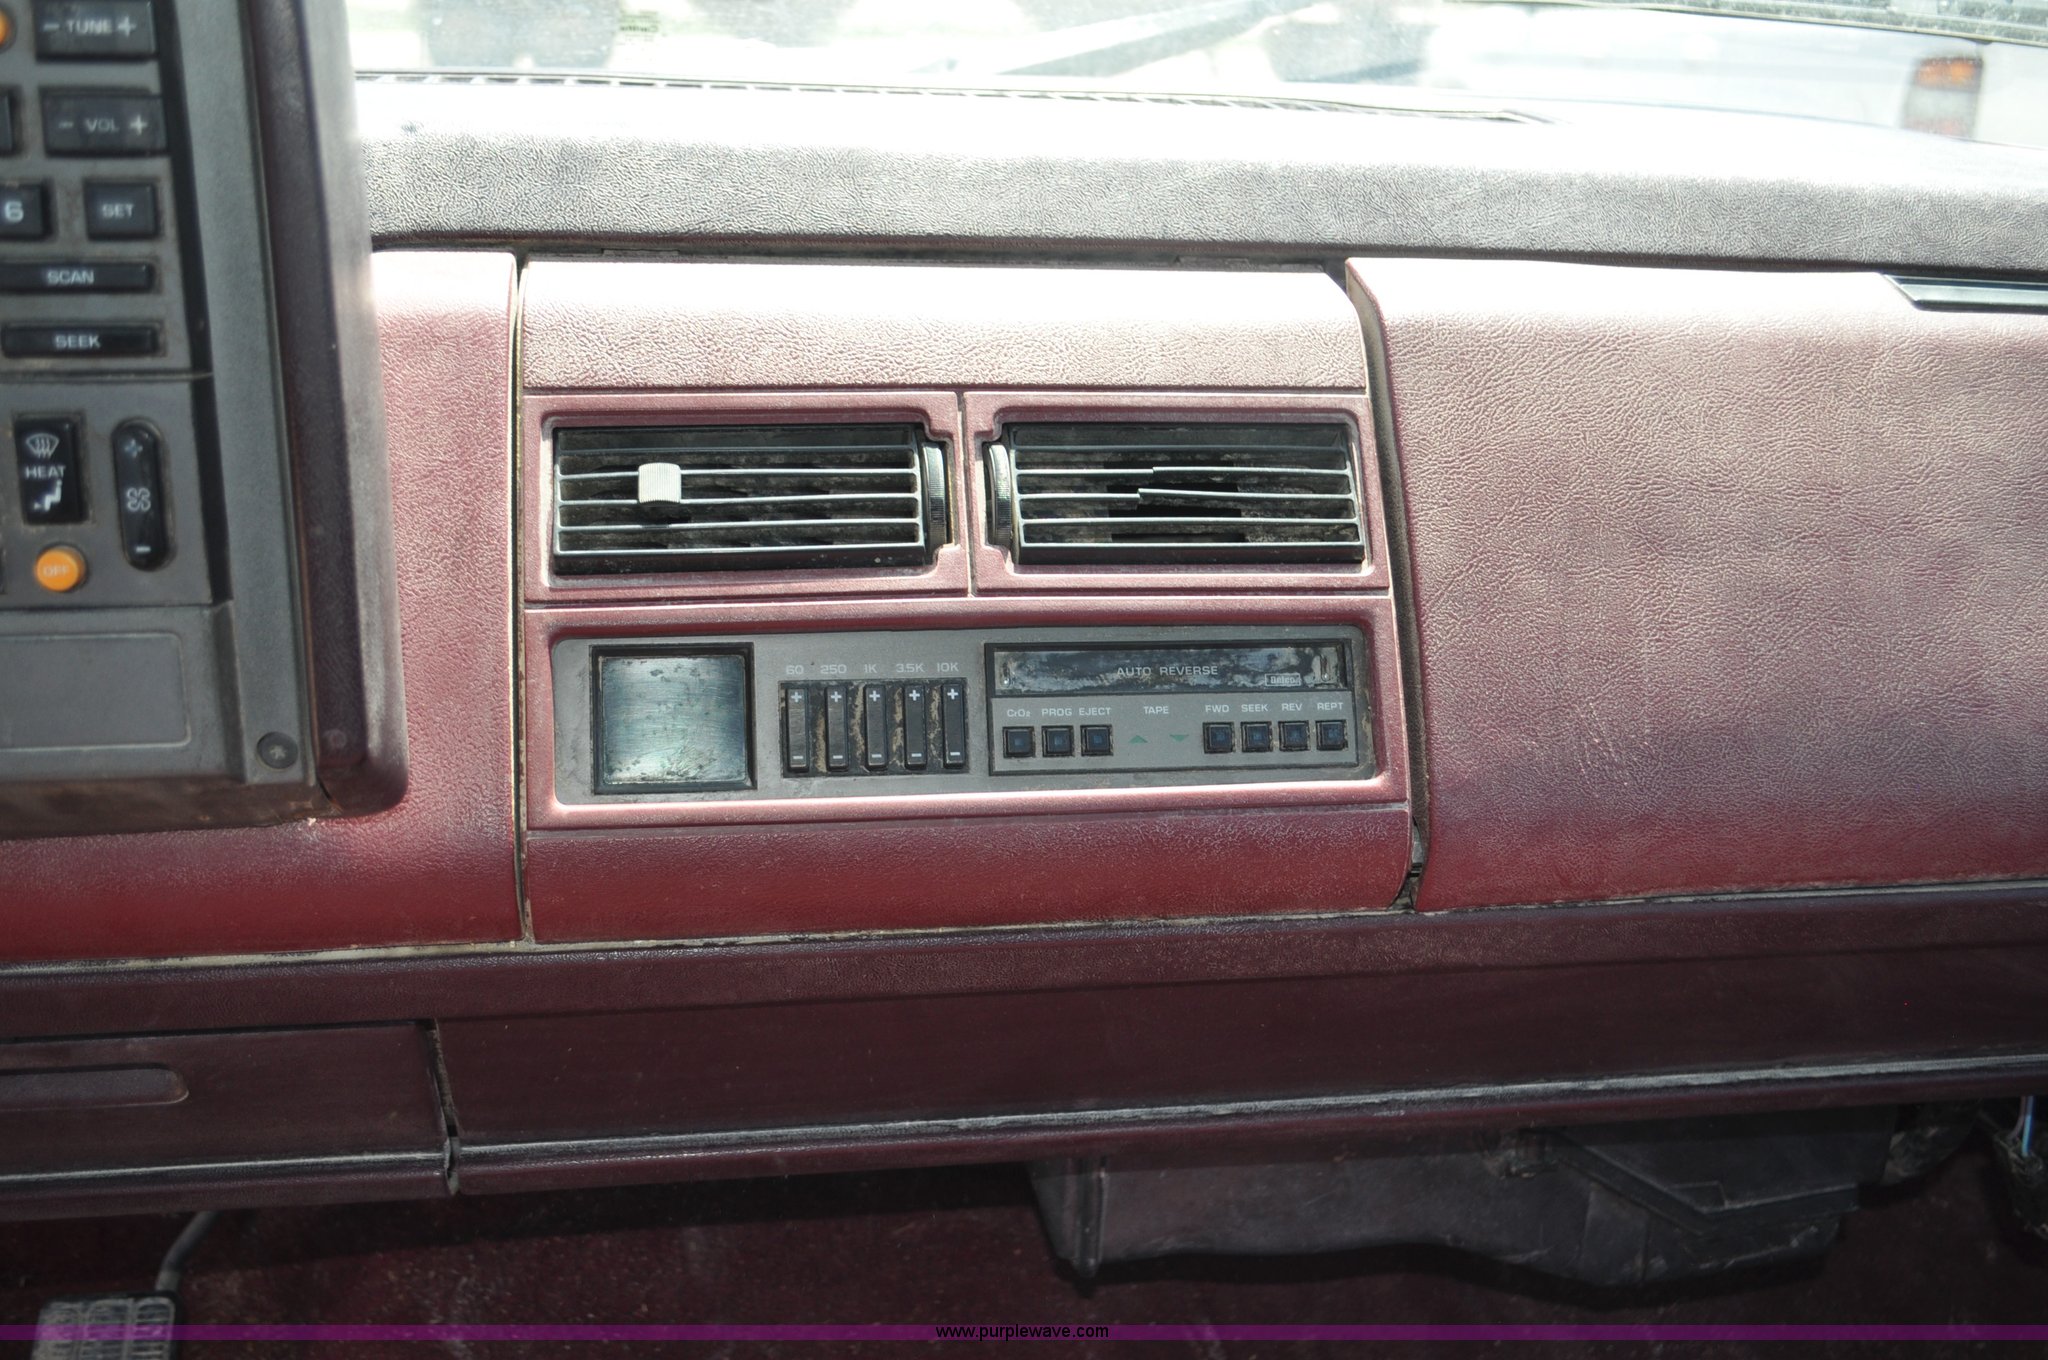 − TUNE +
− VOL +
6 SET
SCAN
SEEK
HEAT
OFF
60 250 1K 3.5K 10K
AUTO REVERSE
Delco
CrO₂ PROG EJECT TAPE FWD SEEK REV REPT
www.purplewave.com